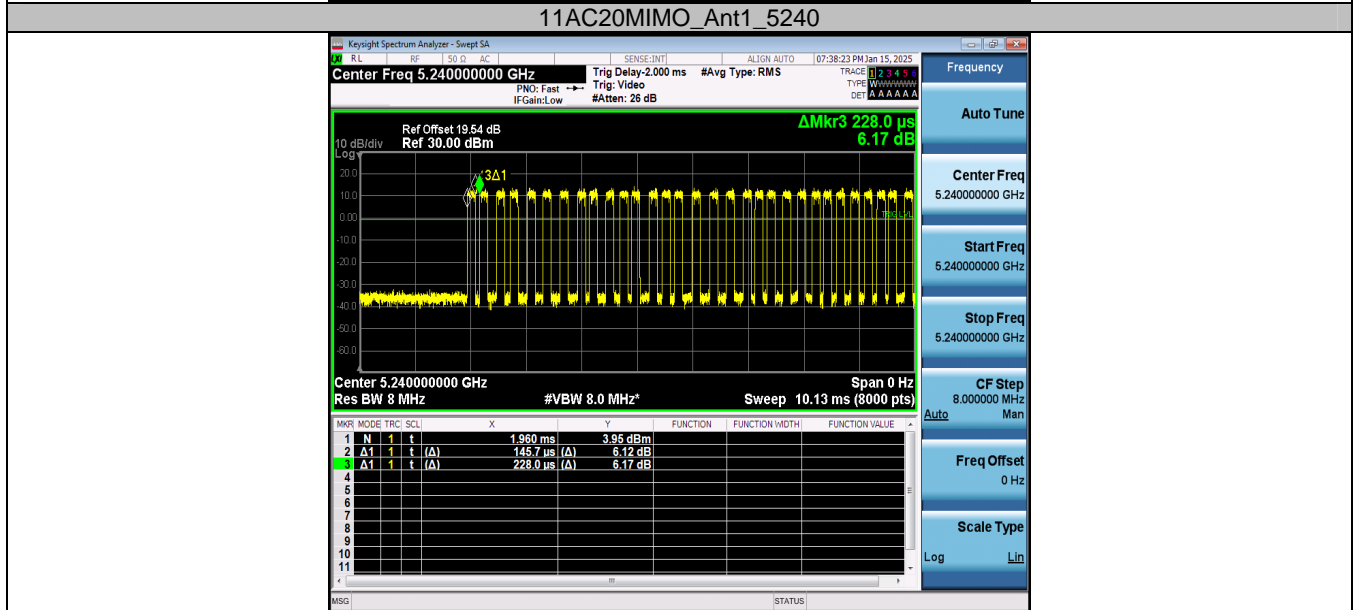 11AC20MIMO_Ant1_5240
Keysight Spectrum Analyzer - Swept SA
LXI RL RF 50 Ω AC SENSE:INT ALIGN AUTO 07:38:23 PM Jan 15, 2025
Center Freq 5.240000000 GHz Trig Delay-2.000 ms #Avg Type: RMS TRACE 1 2 3 4 5 6
PNO: Fast Trig: Video TYPE WWWWWW
IFGain:Low #Atten: 26 dB DET A A A A A A
Frequency
Auto Tune
Center Freq
5.240000000 GHz
Start Freq
5.240000000 GHz
Stop Freq
5.240000000 GHz
CF Step
8.000000 MHz
Auto Man
Freq Offset
0 Hz
Scale Type
Log Lin
ΔMkr3 228.0 µs
6.17 dB
Ref Offset 19.54 dB
10 dB/div Ref 30.00 dBm
Log
20.0
3Δ1
10.0
0.00
TRIG LVL
-10.0
-20.0
-30.0
-40.0
-50.0
-60.0
Center 5.240000000 GHz Span 0 Hz
Res BW 8 MHz #VBW 8.0 MHz* Sweep 10.13 ms (8000 pts)
MKR MODE TRC SCL X Y FUNCTION FUNCTION WIDTH FUNCTION VALUE
1 N 1 t 1.960 ms 3.95 dBm
2 Δ1 1 t (Δ) 145.7 µs (Δ) 6.12 dB
3 Δ1 1 t (Δ) 228.0 µs (Δ) 6.17 dB
4
5
6
7
8
9
10
11
MSG STATUS